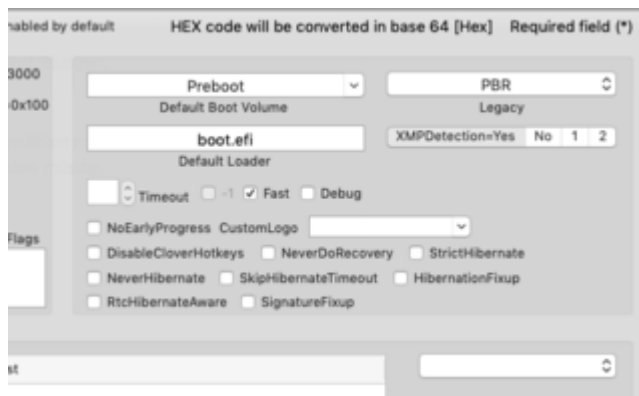 nabled by default HEX code will be converted in base 64 [Hex] Required field (*)
3000 Preboot PBR
0x100 Default Boot Volume Legacy
boot.efi XMPDetection=Yes No 1 2
Default Loader
Timeout -1 Fast Debug
NoEarlyProgress CustomLogo
Flags DisableCloverHotkeys NeverDoRecovery StrictHibernate
NeverHibernate SkipHibernateTimeout HibernationFixup
RtcHibernateAware SignatureFixup
st